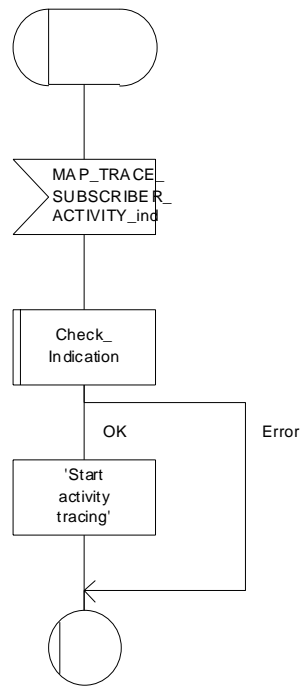 MAP_TRACE_
SUBSCRIBER_
ACTIVITY_ind
Check_
Indication
OK
Error
'Start
activity
tracing'